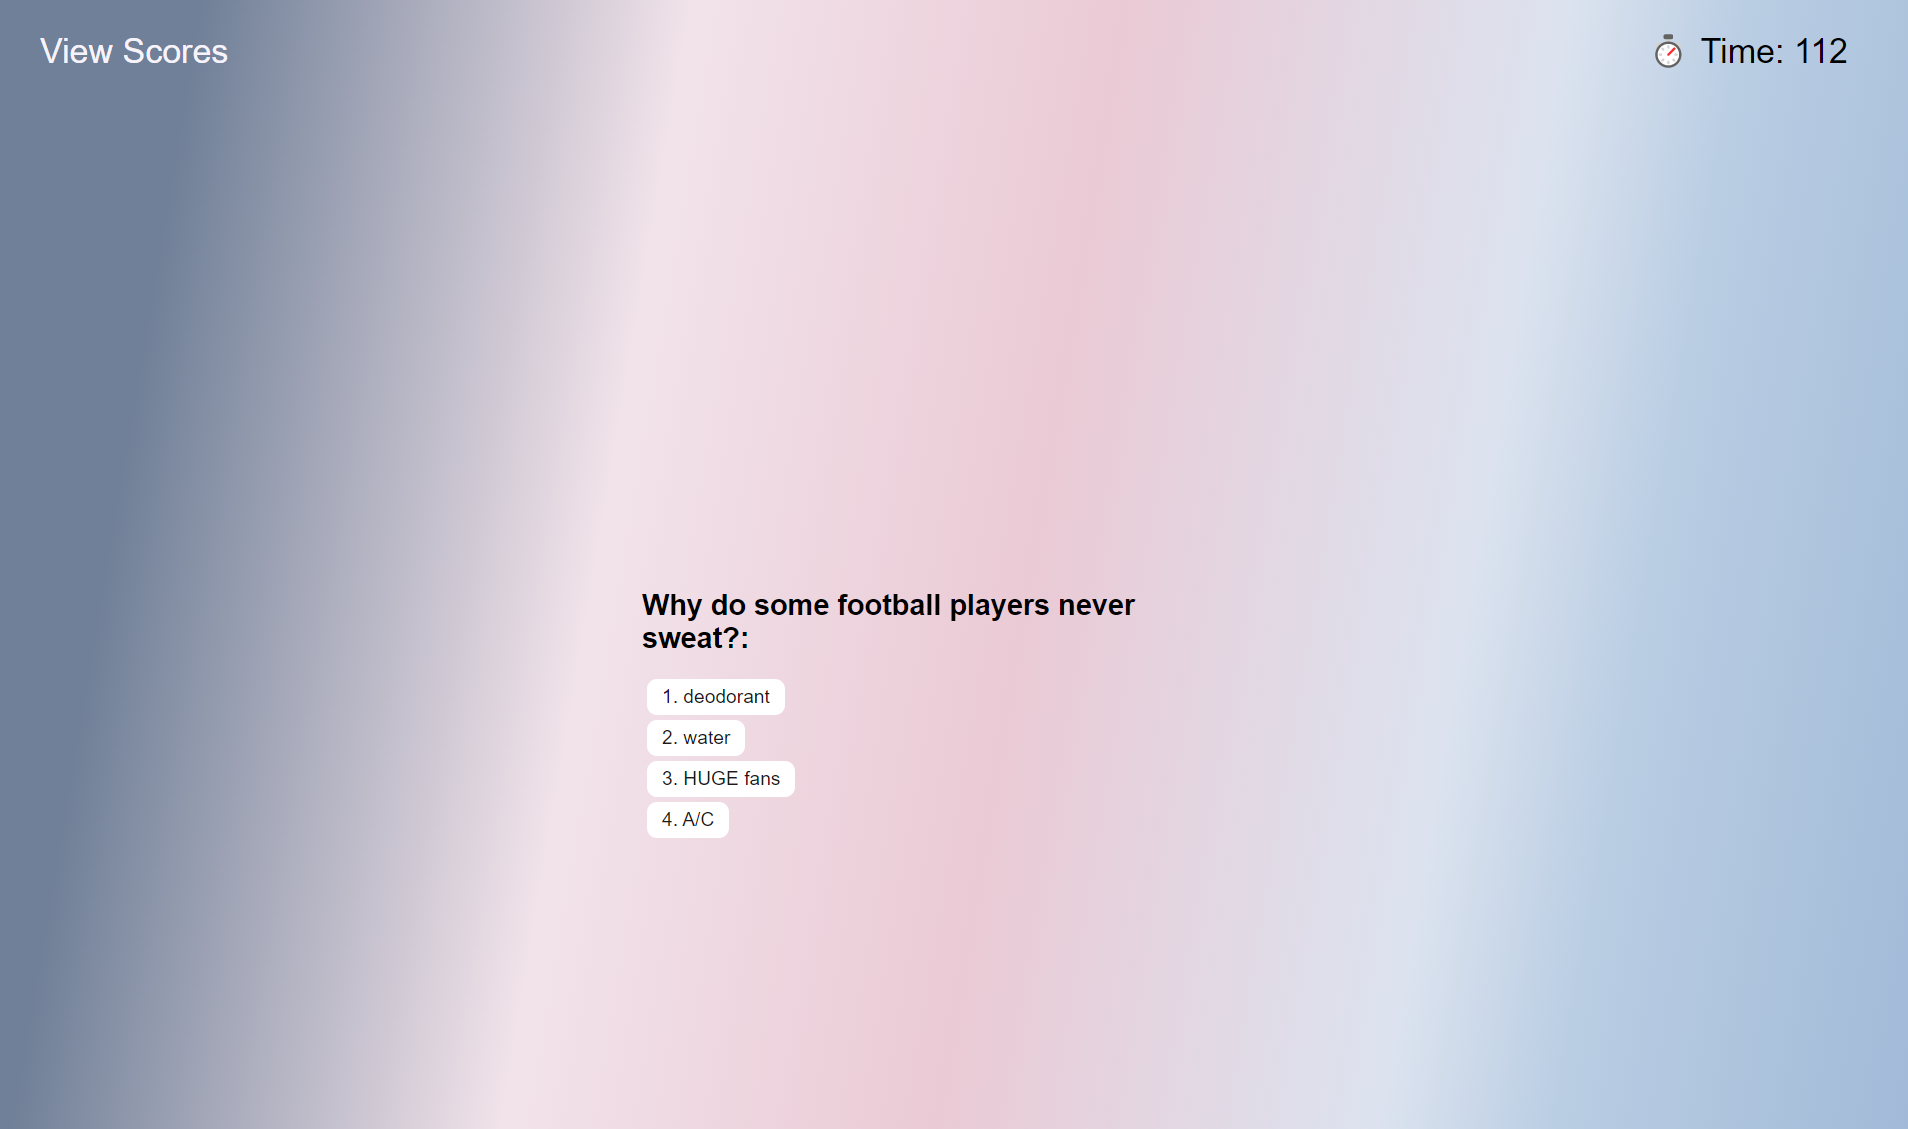 View Scores
Time: 112
Why do some football players never
sweat?:
1. deodorant
2. water
3. HUGE fans
4. A/C